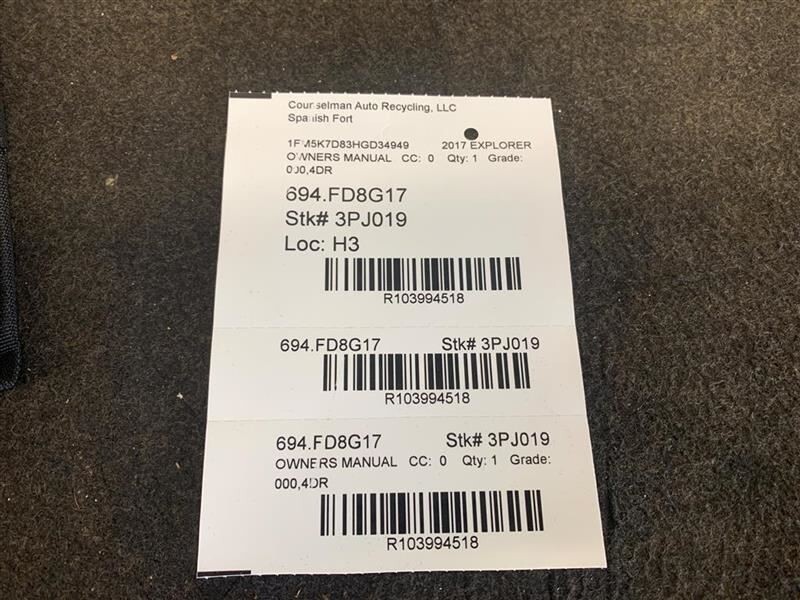 Counselman Auto Recycling, LLC
Spanish Fort
1FM5K7D83HGD34949 2017 EXPLORER
OWNERS MANUAL CC: 0 Qty: 1 Grade:
000,4DR
694.FD8G17
Stk# 3PJ019
Loc: H3
R103994518
694.FD8G17 Stk# 3PJ019
R103994518
694.FD8G17 Stk# 3PJ019
OWNERS MANUAL CC: 0 Qty: 1 Grade:
000,4DR
R103994518